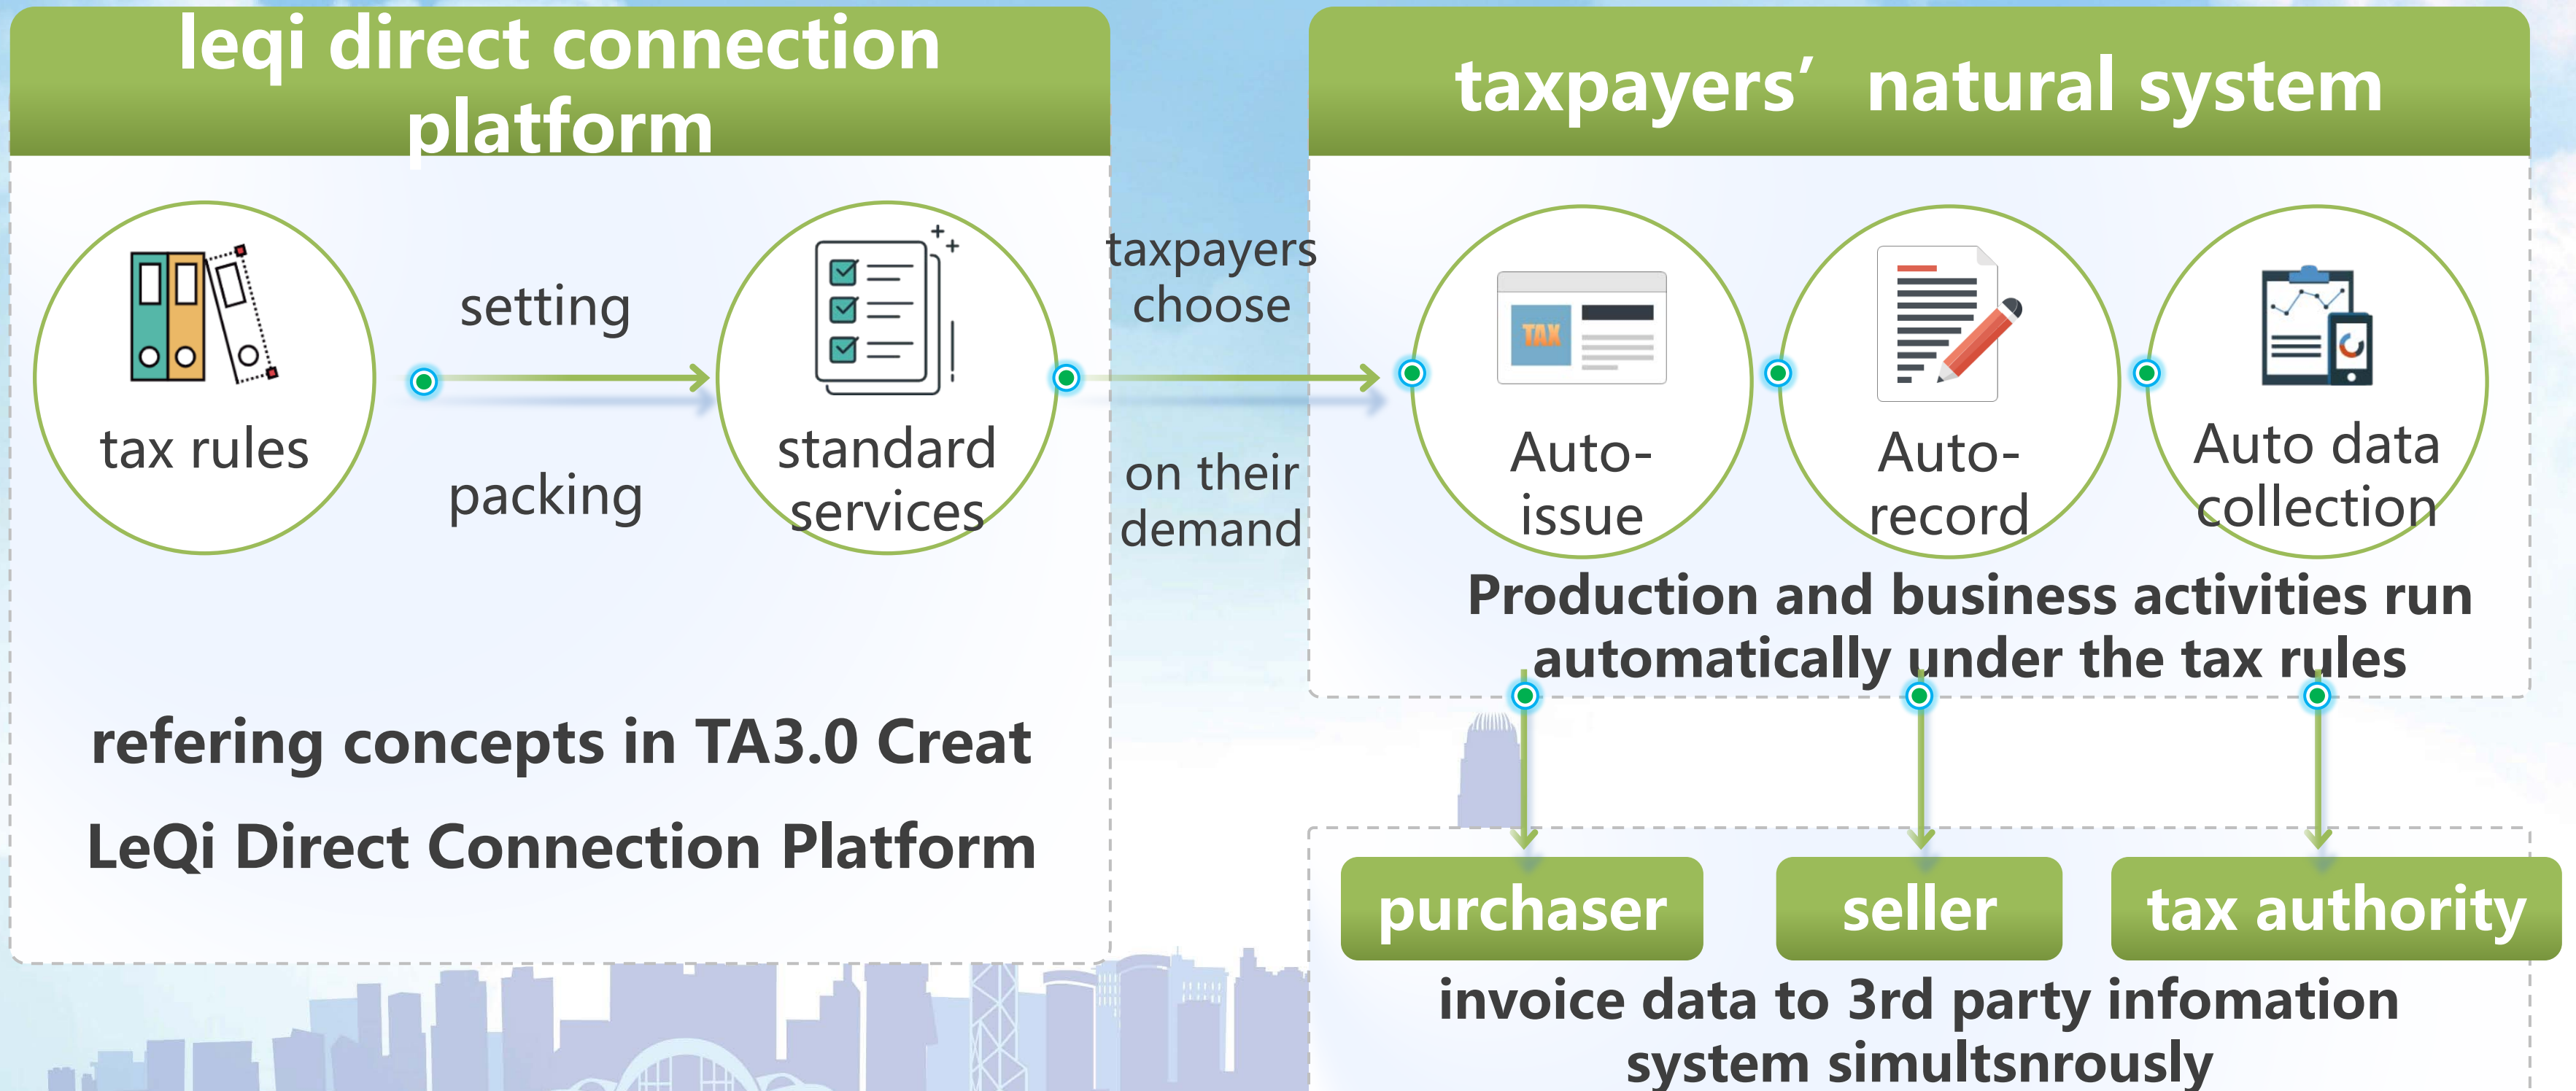 leqi direct connection
platform
tax rules
setting
packing
standard
services
refering concepts in TA3.0 Creat
LeQi Direct Connection Platform
taxpayers
choose
on their
demand
taxpayers’ natural system
TAX
Auto-
issue
Auto-
record
Auto data
collection
Production and business activities run
automatically under the tax rules
purchaser
seller
tax authority
invoice data to 3rd party infomation
system simultsnrously